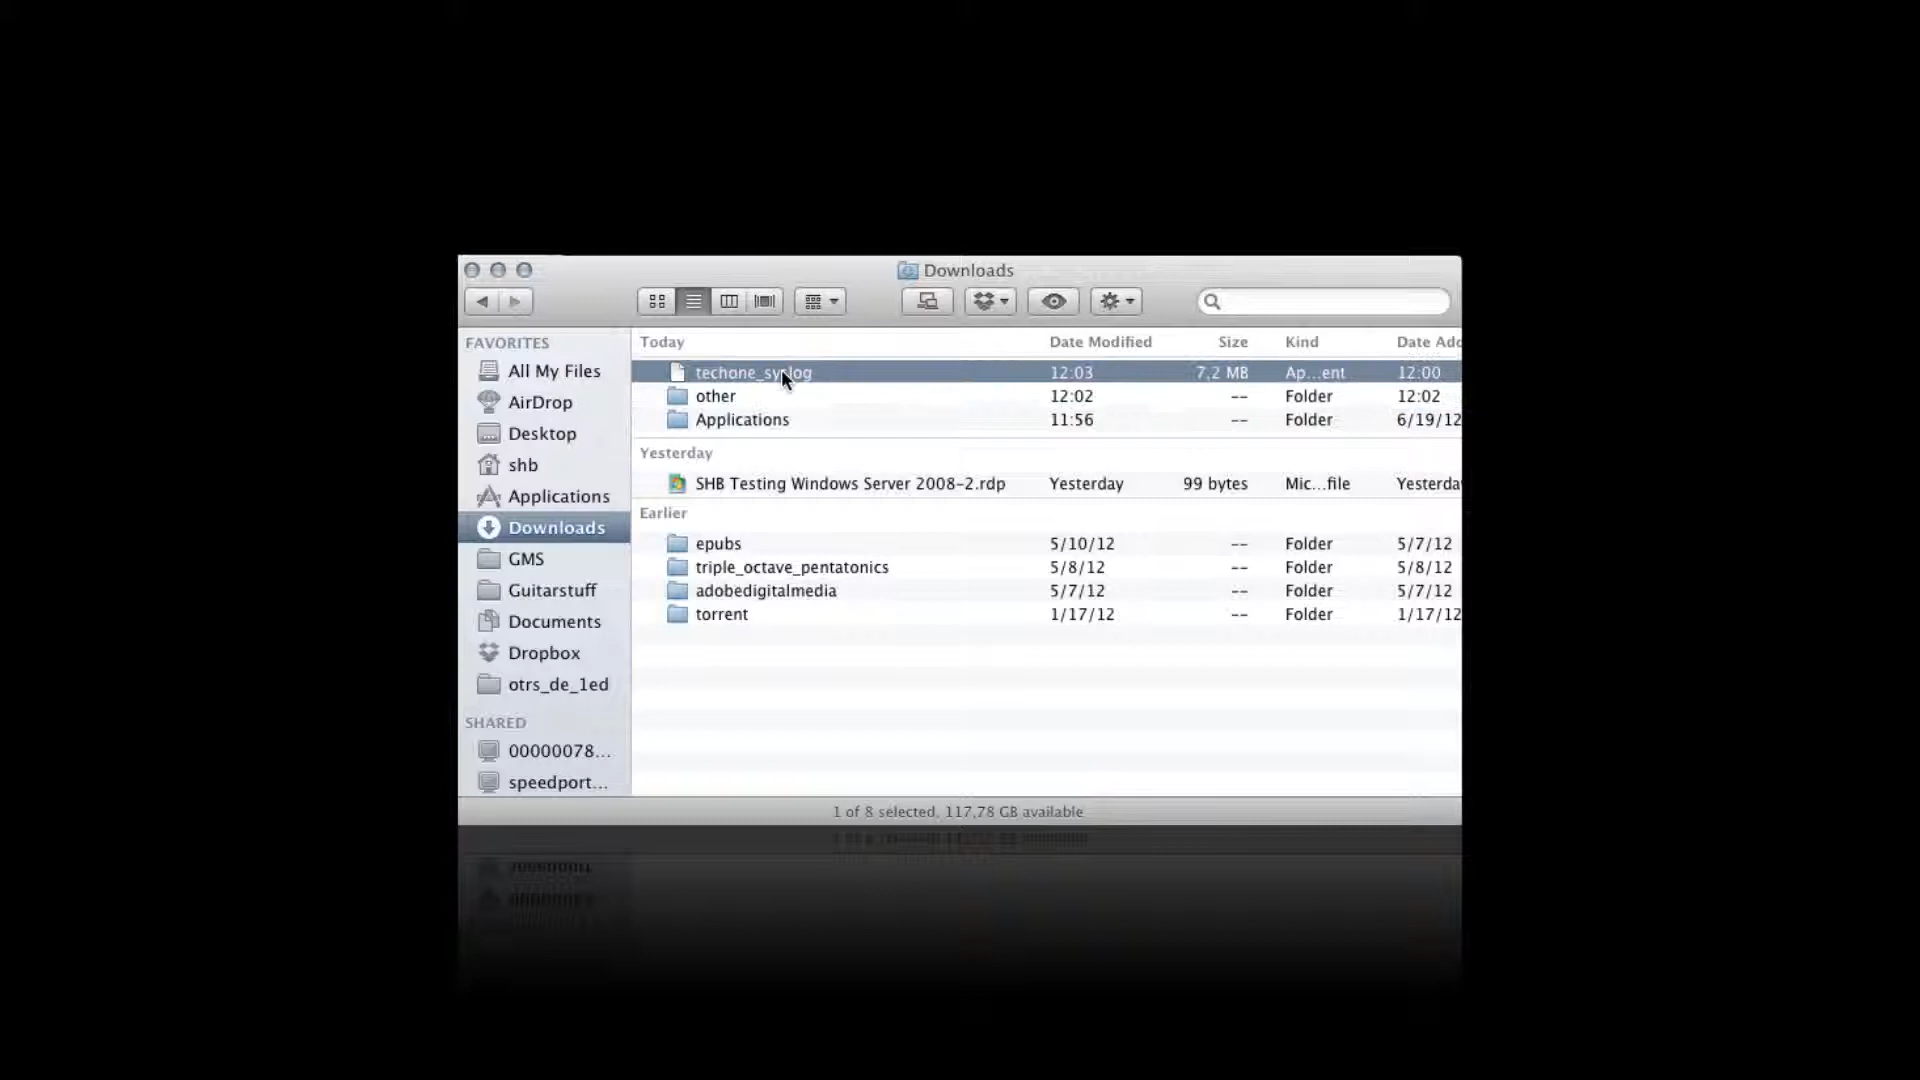 Downloads
FAVORITES
All My Files
AirDrop
Desktop
shb
Applications
Downloads
GMS
Guitarstuff
Documents
Dropbox
otrs_de_1ed
SHARED
00000078...
speedport...
Today Date Modified Size Kind Date Adc
techone_syslog 12:03 7,2 MB Ap...ent 12:00
other 12:02 -- Folder 12:02
Applications 11:56 -- Folder 6/19/12
Yesterday
SHB Testing Windows Server 2008-2.rdp Yesterday 99 bytes Mic...file Yesterda
Earlier
epubs 5/10/12 -- Folder 5/7/12
triple_octave_pentatonics 5/8/12 -- Folder 5/8/12
adobedigitalmedia 5/7/12 -- Folder 5/7/12
torrent 1/17/12 -- Folder 1/17/12
1 of 8 selected, 117,78 GB available